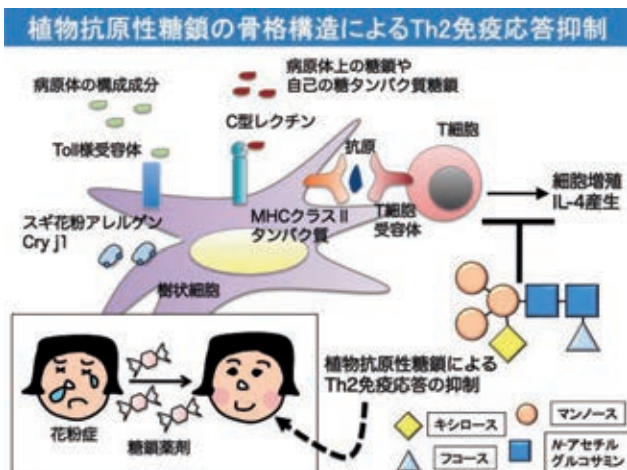 植物抗原性糖鎖の骨格構造によるTh2免疫応答抑制
病原体の構成成分
病原体上の糖鎖や
自己の糖タンパク質糖鎖
C型レクチン
Toll様受容体
抗原
T細胞
細胞増殖
IL-4産生
スギ花粉アレルゲン
Cry j1
MHCクラスⅡ
タンパク質
T細胞
受容体
樹状細胞
花粉症
糖鎖薬剤
植物抗原性糖鎖による
Th2免疫応答の抑制
キシロース
マンノース
フコース
N-アセチル
グルコサミン